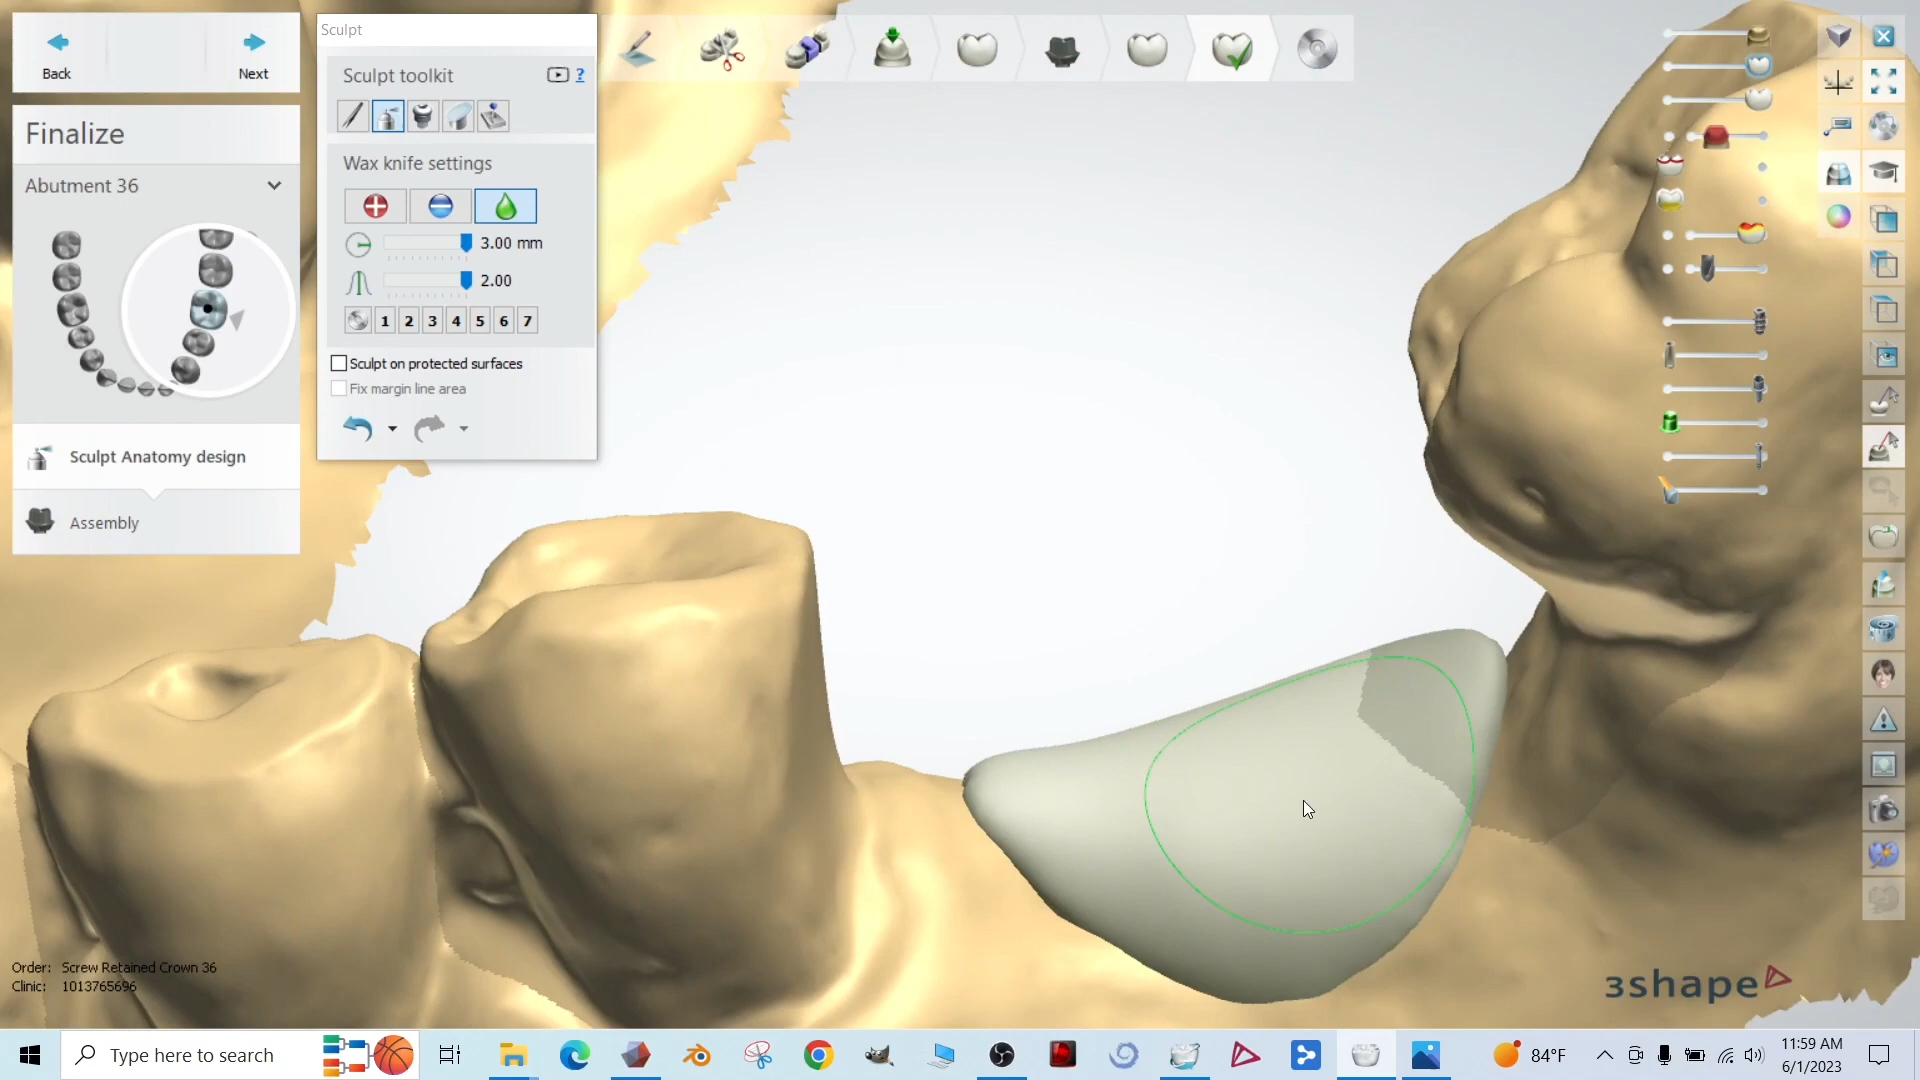 Back
Next
Finalize
Abutment 36
Sculpt Anatomy design
Assembly
Sculpt
Sculpt toolkit
?
Wax knife settings
3.00 mm
2.00
1 2 3 4 5 6 7
Sculpt on protected surfaces
Fix margin line area
Order: Screw Retained Crown 36
Clinic: 1013765696
3shape
Type here to search
84°F
11:59 AM
6/1/2023